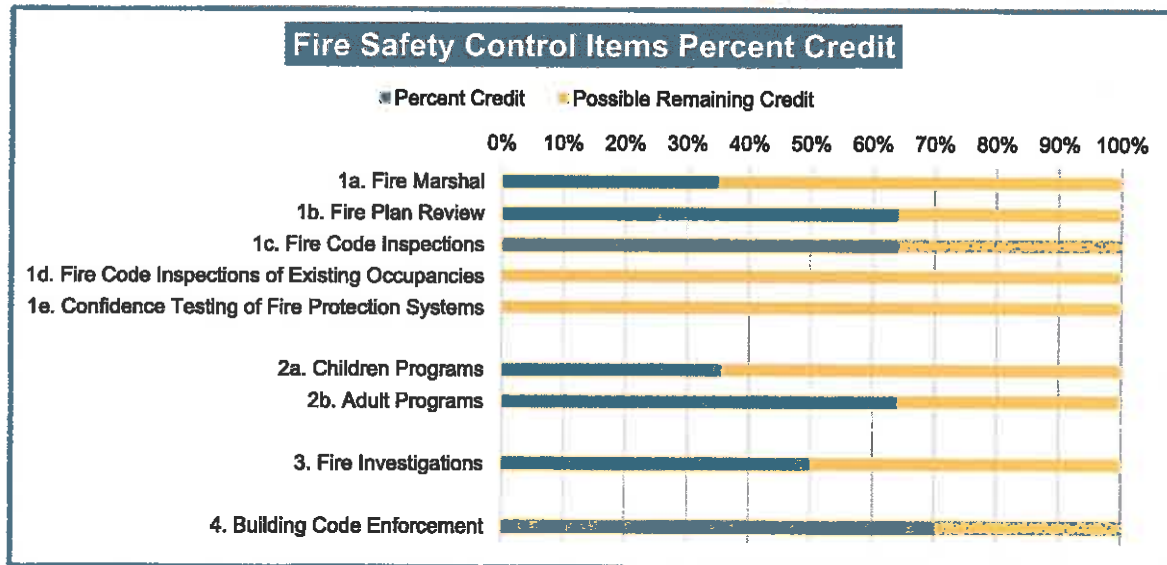 Fire Safety Control Items Percent Credit
Percent Credit Possible Remaining Credit
0% 10% 20% 30% 40% 50% 60% 70% 80% 90% 100%
1a. Fire Marshal
1b. Fire Plan Review
1c. Fire Code Inspections
1d. Fire Code Inspections of Existing Occupancies
1e. Confidence Testing of Fire Protection Systems
2a. Children Programs
2b. Adult Programs
3. Fire Investigations
4. Building Code Enforcement